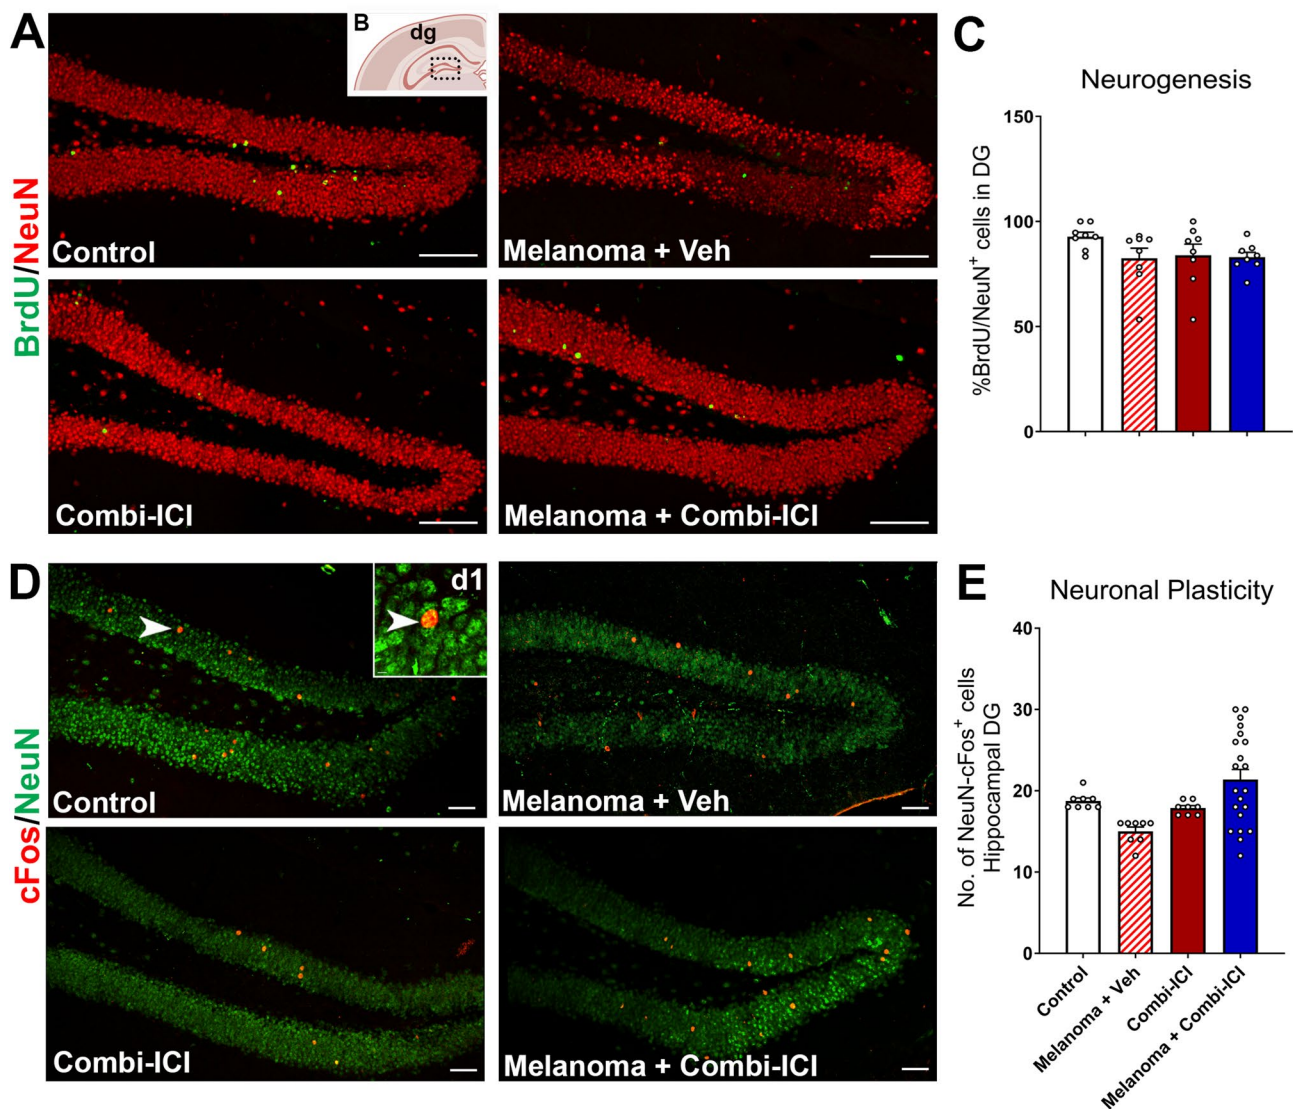 A
B
dg
BrdU/NeuN
Control
Melanoma + Veh
Combi-ICI
Melanoma + Combi-ICI
C
Neurogenesis
%BrdU/NeuN+ cells in DG
150
100
50
0
D
d1
cFos/NeuN
Control
Melanoma + Veh
Combi-ICI
Melanoma + Combi-ICI
E
Neuronal Plasticity
No. of NeuN-cFos+ cells
Hippocampal DG
40
30
20
10
0
Control
Melanoma + Veh
Combi-ICI
Melanoma + Combi-ICI